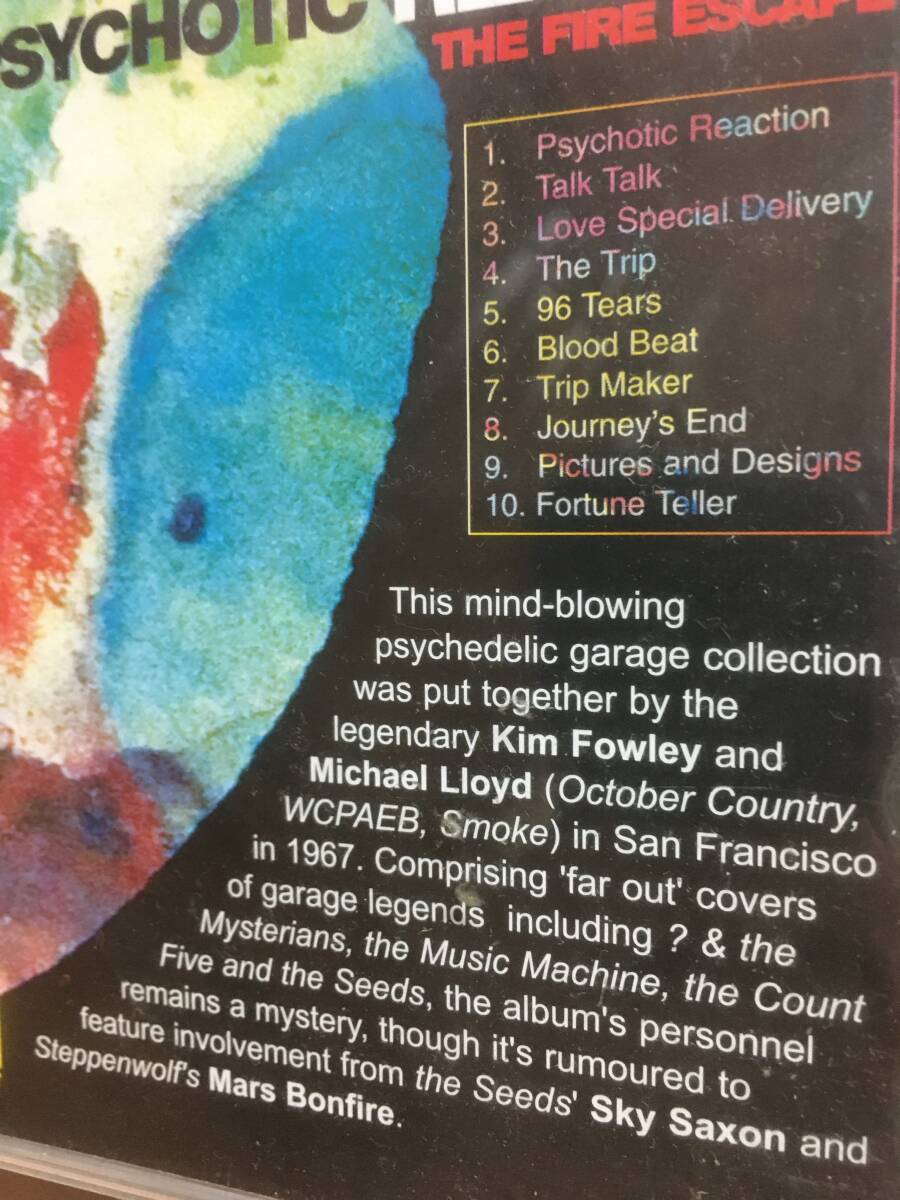 PSYCHOTIC
THE FIRE ESCAPE
1. Psychotic Reaction
2. Talk Talk
3. Love Special Delivery
4. The Trip
5. 96 Tears
6. Blood Beat
7. Trip Maker
8. Journey's End
9. Pictures and Designs
10. Fortune Teller
This mind-blowing
psychedelic garage collection
was put together by the
legendary Kim Fowley and
Michael Lloyd (October Country,
WCPAEB, Smoke) in San Francisco
in 1967. Comprising 'far out' covers
of garage legends including ? & the
Mysterians, the Music Machine, the Count
Five and the Seeds, the album's personnel
remains a mystery, though it's rumoured to
feature involvement from the Seeds' Sky Saxon and
Steppenwolf's Mars Bonfire.